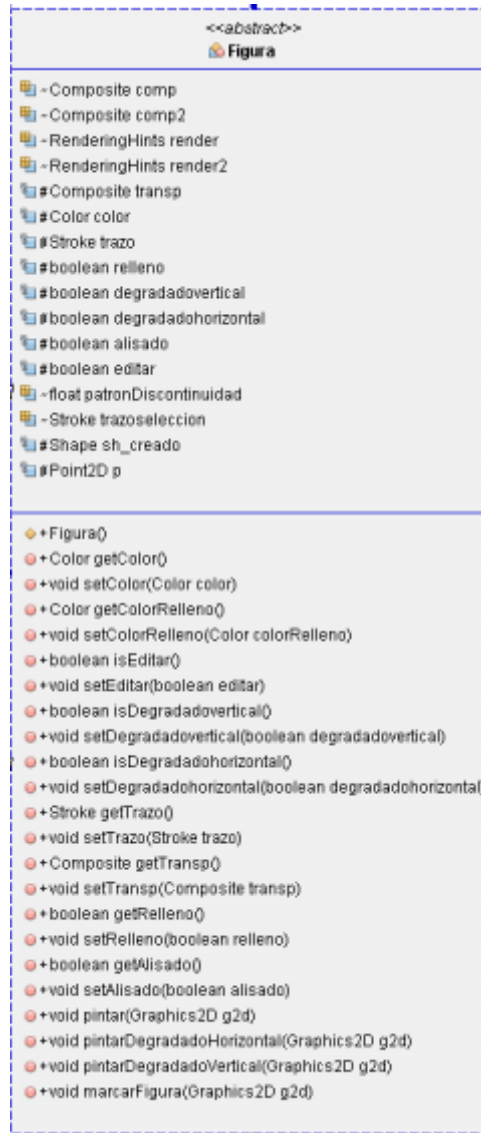 <<abstract>>
Figura
~Composite comp
~Composite comp2
~RenderingHints render
~RenderingHints render2
#Composite transp
#Color color
#Stroke trazo
#boolean relleno
#boolean degradadovertical
#boolean degradadohorizontal
#boolean alisado
#boolean editar
~float patronDiscontinuidad
~Stroke trazoseleccion
#Shape sh_creado
#Point2D p
+Figura()
+Color getColor()
+void setColor(Color color)
+Color getColorRelleno()
+void setColorRelleno(Color colorRelleno)
+boolean isEditar()
+void setEditar(boolean editar)
+boolean isDegradadovertical()
+void setDegradadovertical(boolean degradadovertical)
+boolean isDegradadohorizontal()
+void setDegradadohorizontal(boolean degradadohorizontal)
+Stroke getTrazo()
+void setTrazo(Stroke trazo)
+Composite getTransp()
+void setTransp(Composite transp)
+boolean getRelleno()
+void setRelleno(boolean relleno)
+boolean getAlisado()
+void setAlisado(boolean alisado)
+void pintar(Graphics2D g2d)
+void pintarDegradadoHorizontal(Graphics2D g2d)
+void pintarDegradadoVertical(Graphics2D g2d)
+void marcarFigura(Graphics2D g2d)